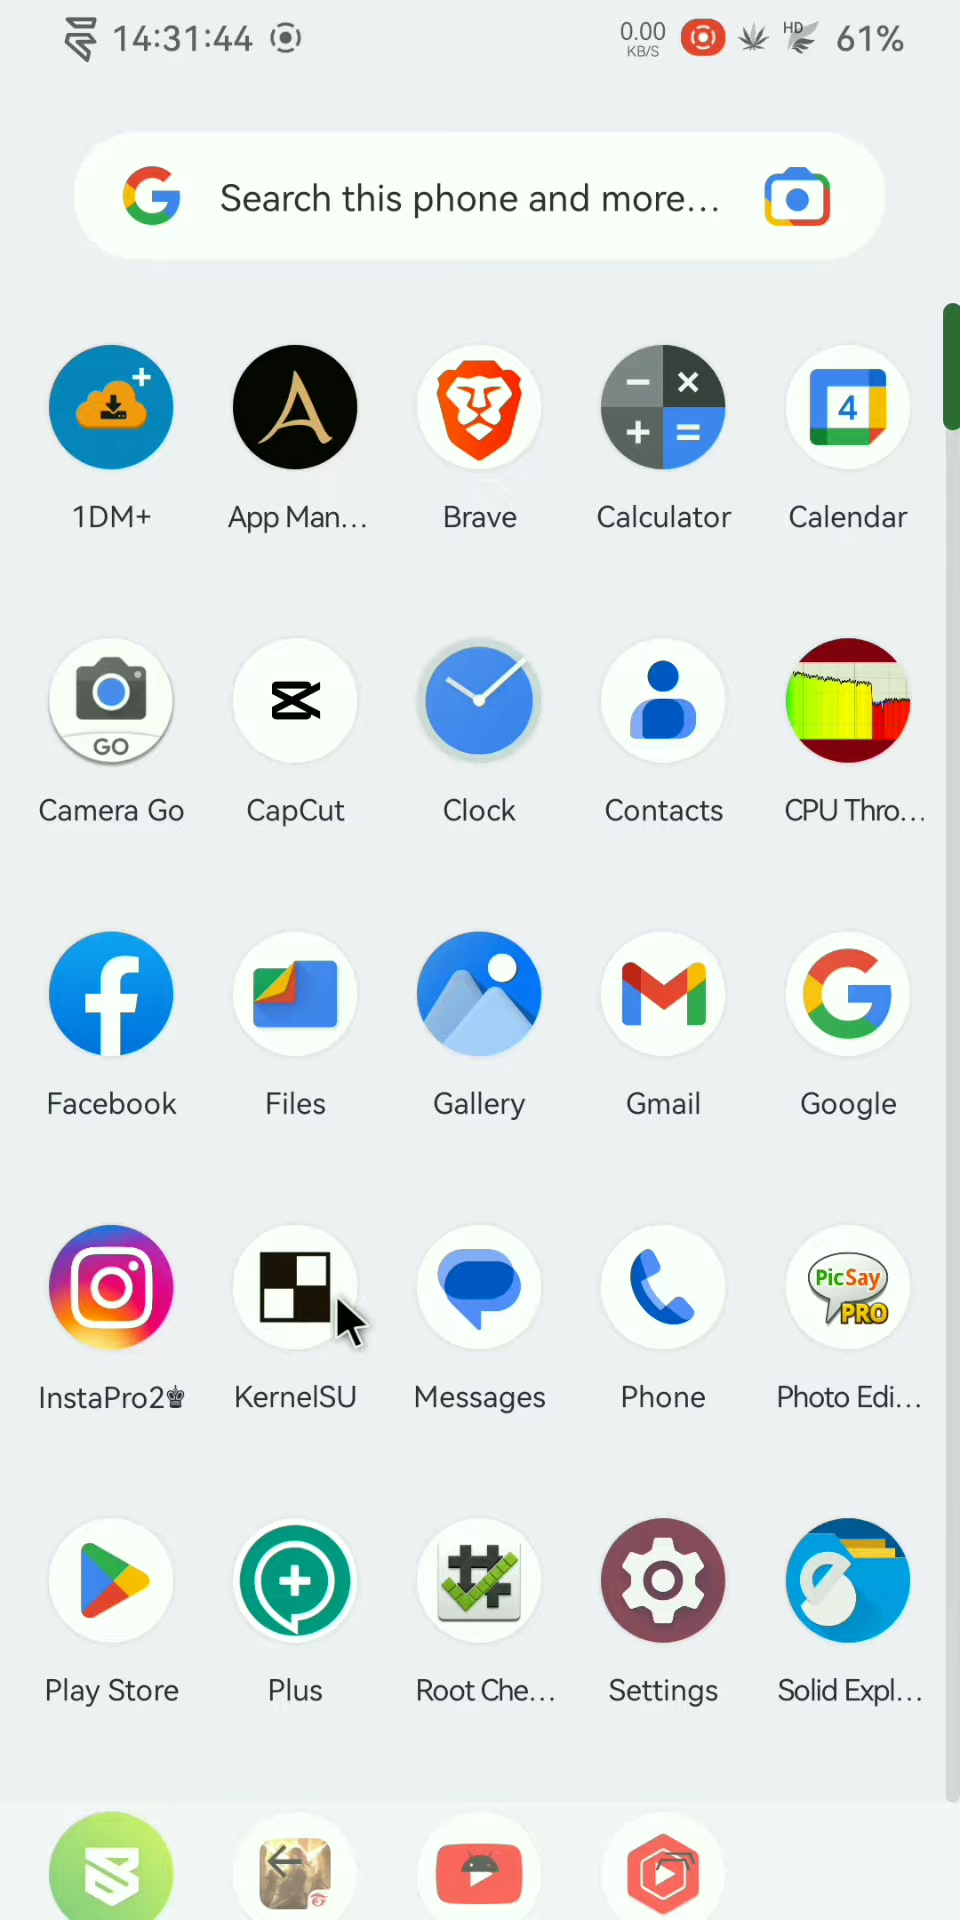 14:31:44
0.00
KB/S
HD
61%
Search this phone and more...
4
1DM+
App Man...
Brave
Calculator
Calendar
GO
Camera Go
CapCut
Clock
Contacts
CPU Thro...
Facebook
Files
Gallery
Gmail
Google
PicSay
PRO
InstaPro2♚
KernelSU
Messages
Phone
Photo Edi...
Play Store
Plus
Root Che...
Settings
Solid Expl...